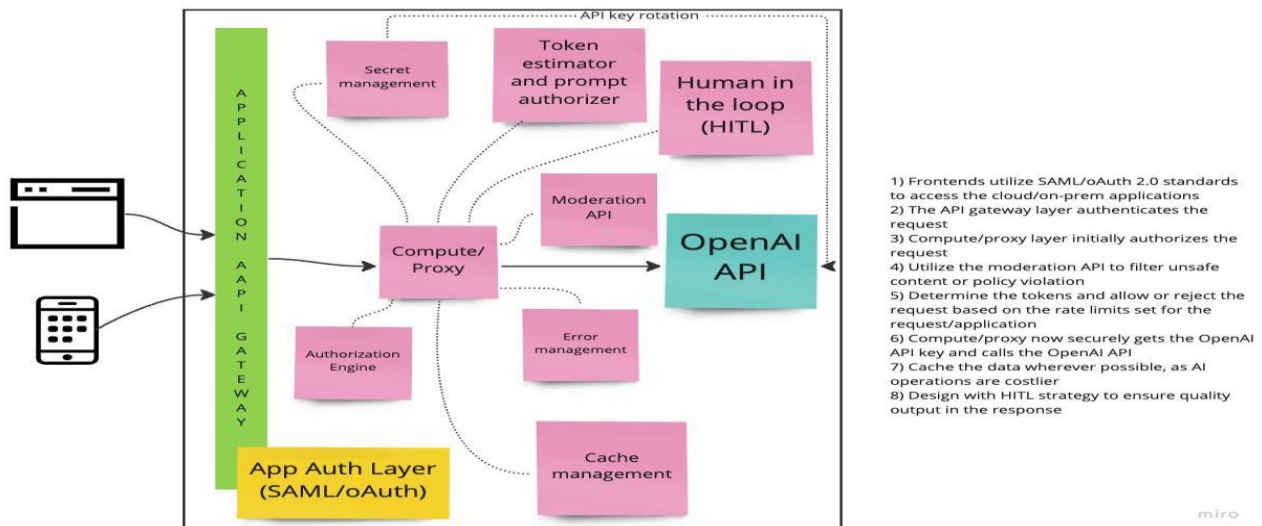 API key rotation
Secret
management
Token
estimator
and prompt
authorizer
Human in
the loop
(HITL)
APPLICATION AAPI GATEWAY
Moderation
API
Compute/
Proxy
OpenAI
API
Authorization
Engine
Error
management
App Auth Layer
(SAML/oAuth)
Cache
management
1) Frontends utilize SAML/oAuth 2.0 standards
to access the cloud/on-prem applications
2) The API gateway layer authenticates the
request
3) Compute/proxy layer initially authorizes the
request
4) Utilize the moderation API to filter unsafe
content or policy violation
5) Determine the tokens and allow or reject the
request based on the rate limits set for the
request/application
6) Compute/proxy now securely gets the OpenAI
API key and calls the OpenAI API
7) Cache the data wherever possible, as AI
operations are costlier
8) Design with HITL strategy to ensure quality
output in the response
miro